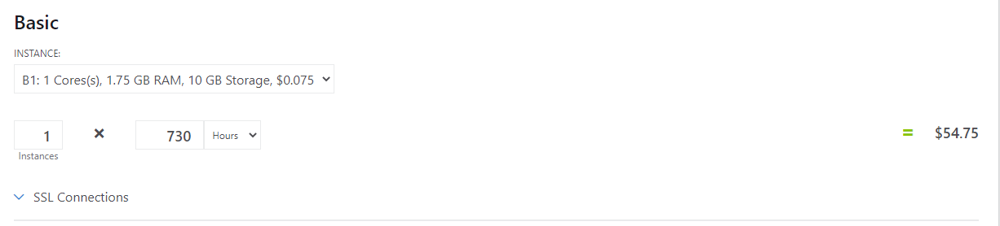 Basic
INSTANCE:
B1: 1 Cores(s), 1.75 GB RAM, 10 GB Storage, $0.075
1 × 730 Hours = $54.75
Instances
SSL Connections